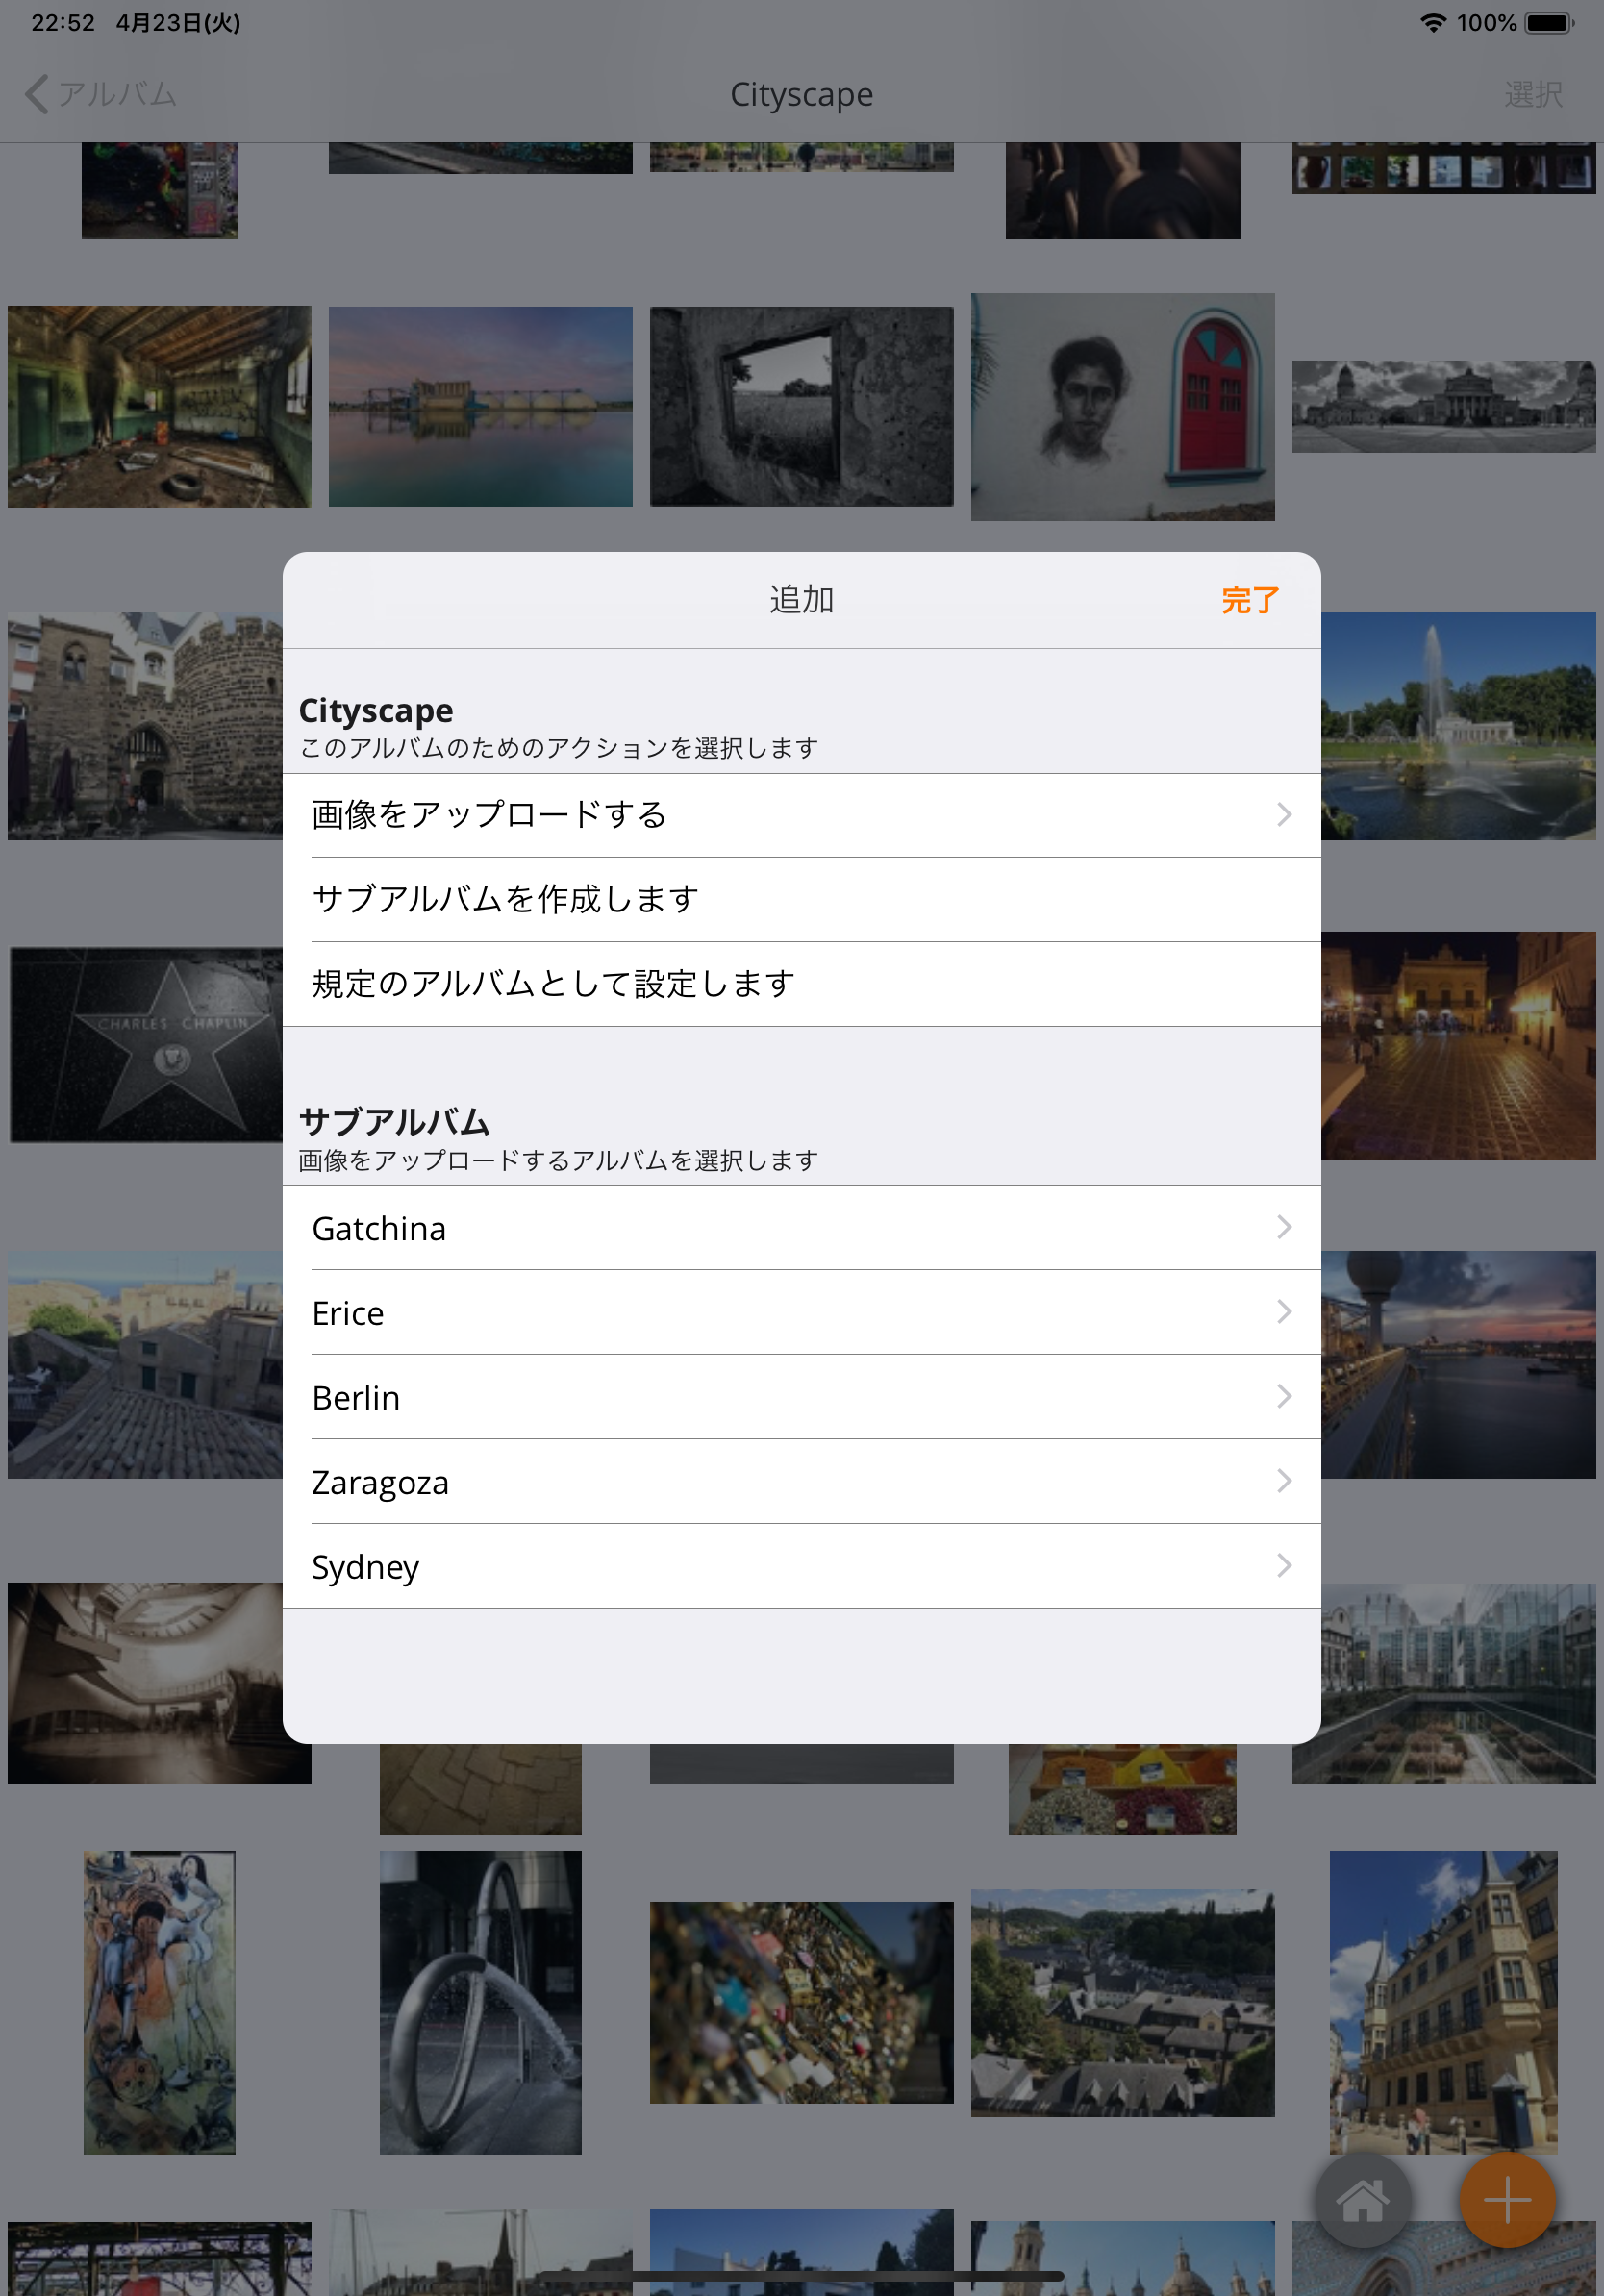 22:52 4月23日(火) 100%
アルバム Cityscape 選択
CHARLES CHAPLIN
追加 完了
Cityscape
このアルバムのためのアクションを選択します
画像をアップロードする
サブアルバムを作成します
規定のアルバムとして設定します
サブアルバム
画像をアップロードするアルバムを選択します
Gatchina
Erice
Berlin
Zaragoza
Sydney